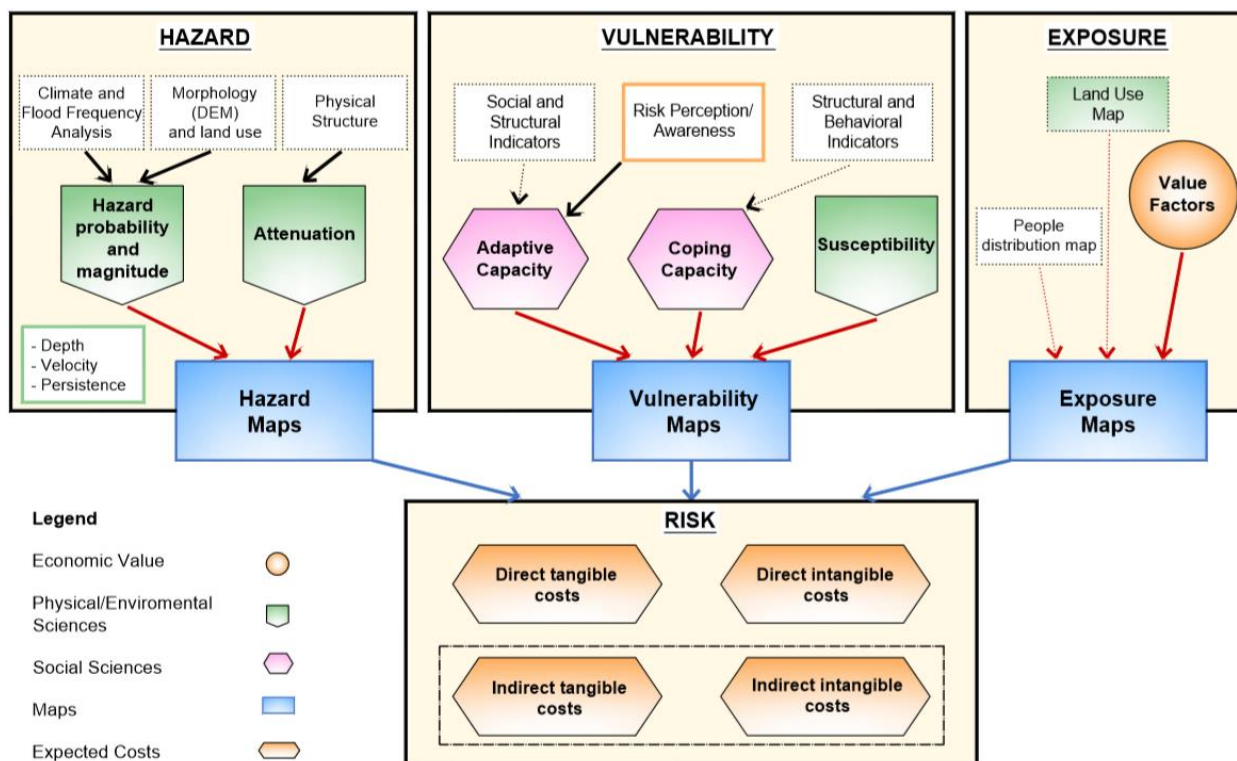 HAZARD
Climate and
Flood Frequency
Analysis
Morphology
(DEM)
and land use
Physical
Structure
Hazard
probability
and
magnitude
Attenuation
- Depth
- Velocity
- Persistence
Hazard
Maps
VULNERABILITY
Social and
Structural
Indicators
Risk Perception/
Awareness
Structural and
Behavioral
Indicators
Adaptive
Capacity
Coping
Capacity
Susceptibility
Vulnerability
Maps
EXPOSURE
Land Use
Map
Value
Factors
People
distribution map
Exposure
Maps
RISK
Direct tangible
costs
Direct intangible
costs
Indirect tangible
costs
Indirect intangible
costs
Legend
Economic Value
Physical/Enviromental
Sciences
Social Sciences
Maps
Expected Costs